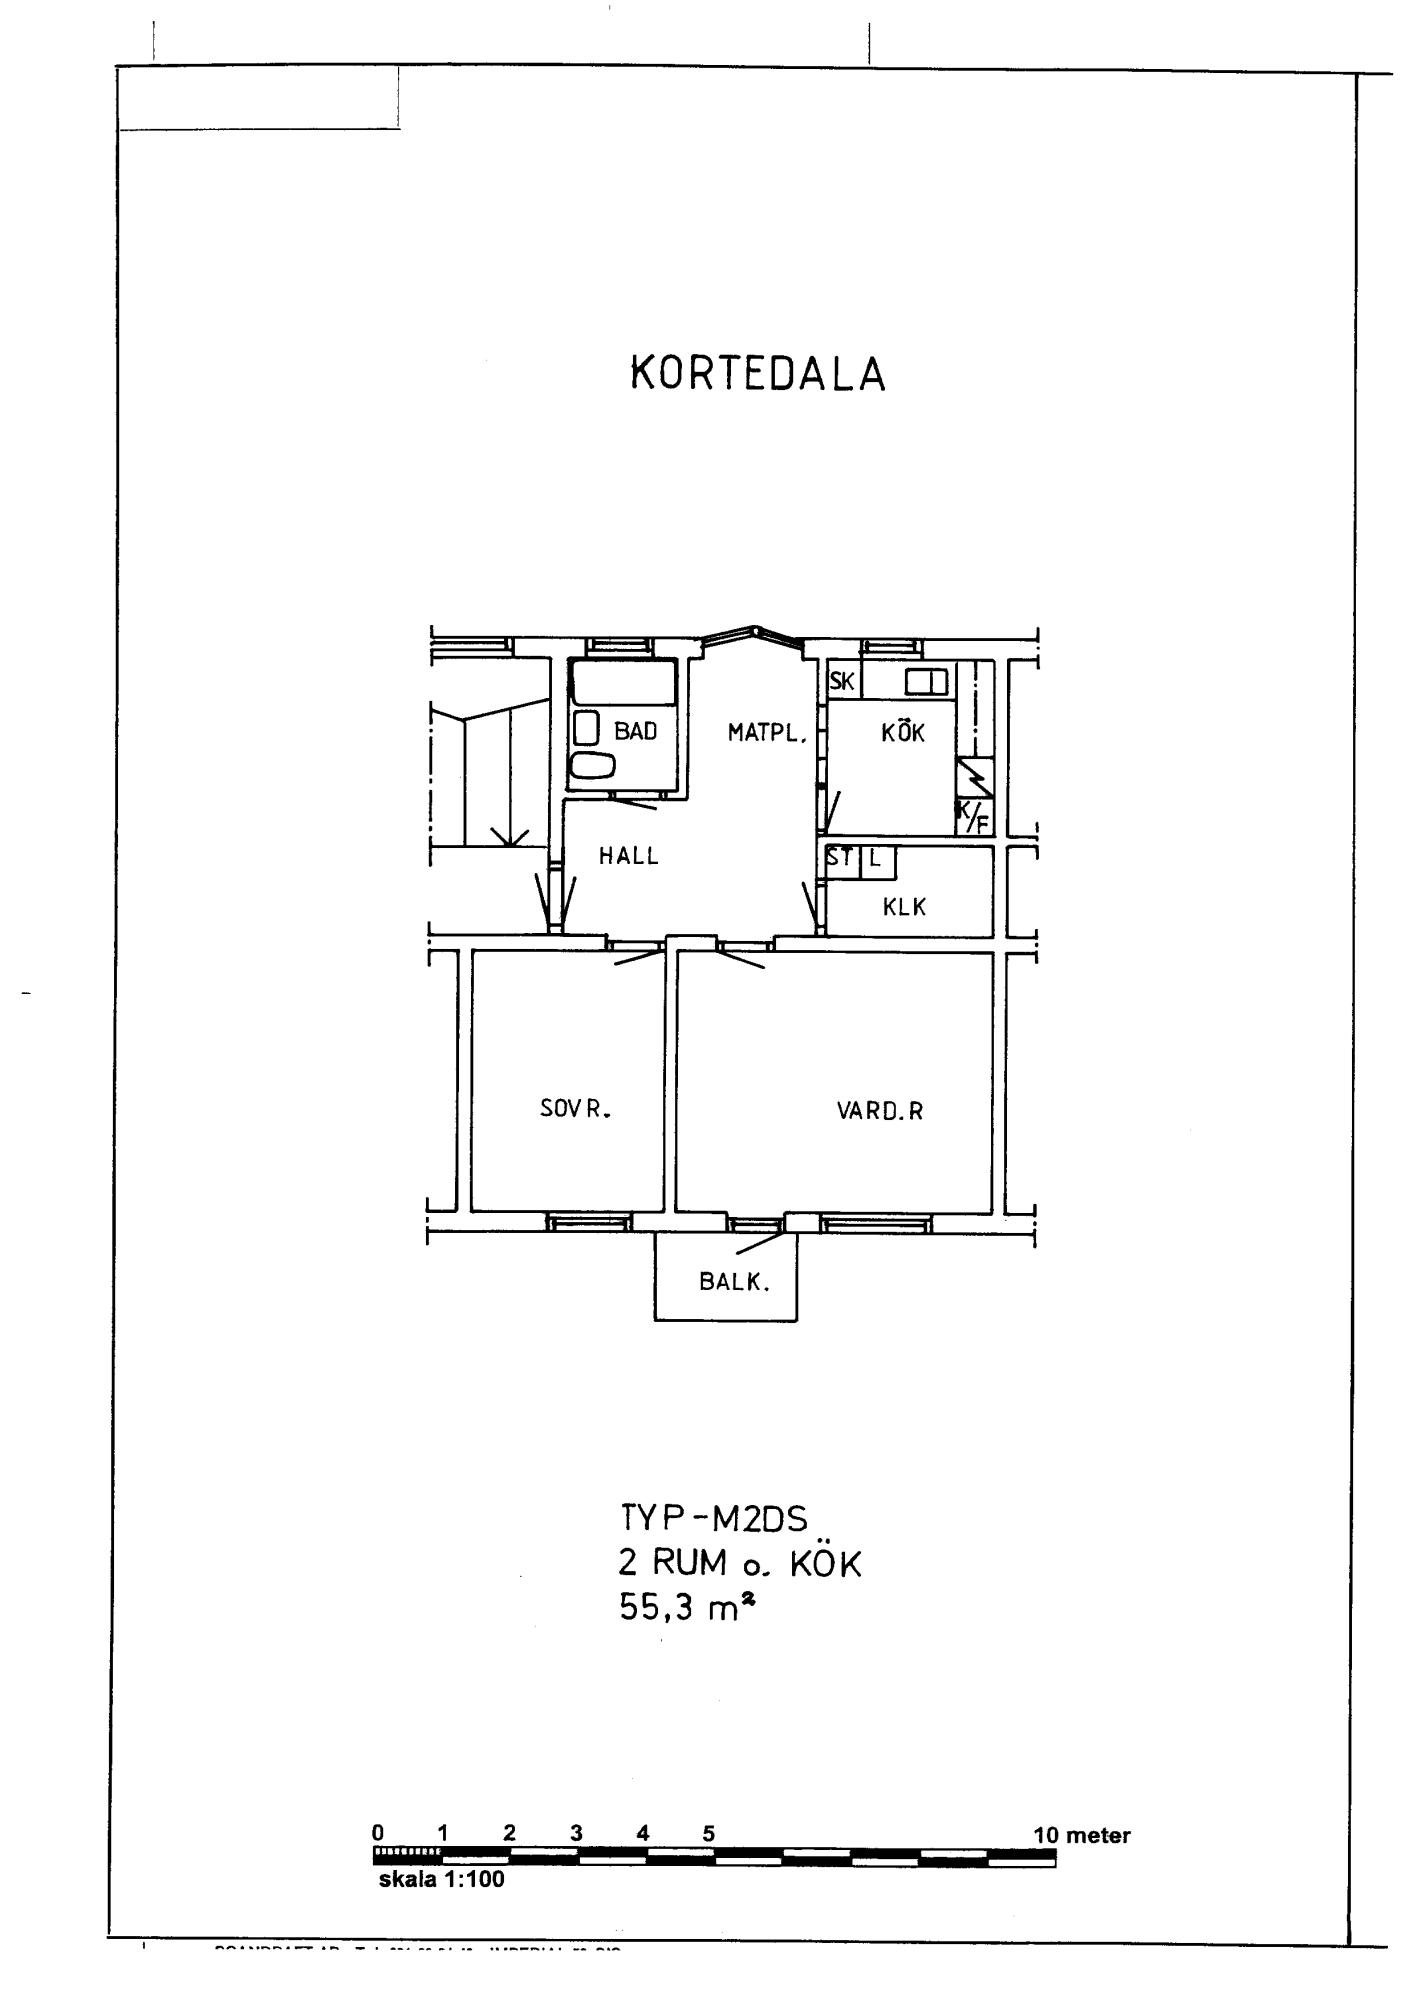 KORTEDALA
SK
BAD
MATPL.
KÖK
K/F
HALL
ST L
KLK
SOVR.
VARD.R
BALK.
TYP-M2DS
2 RUM o. KÖK
55,3 m²
0 1 2 3 4 5 10 meter
skala 1:100